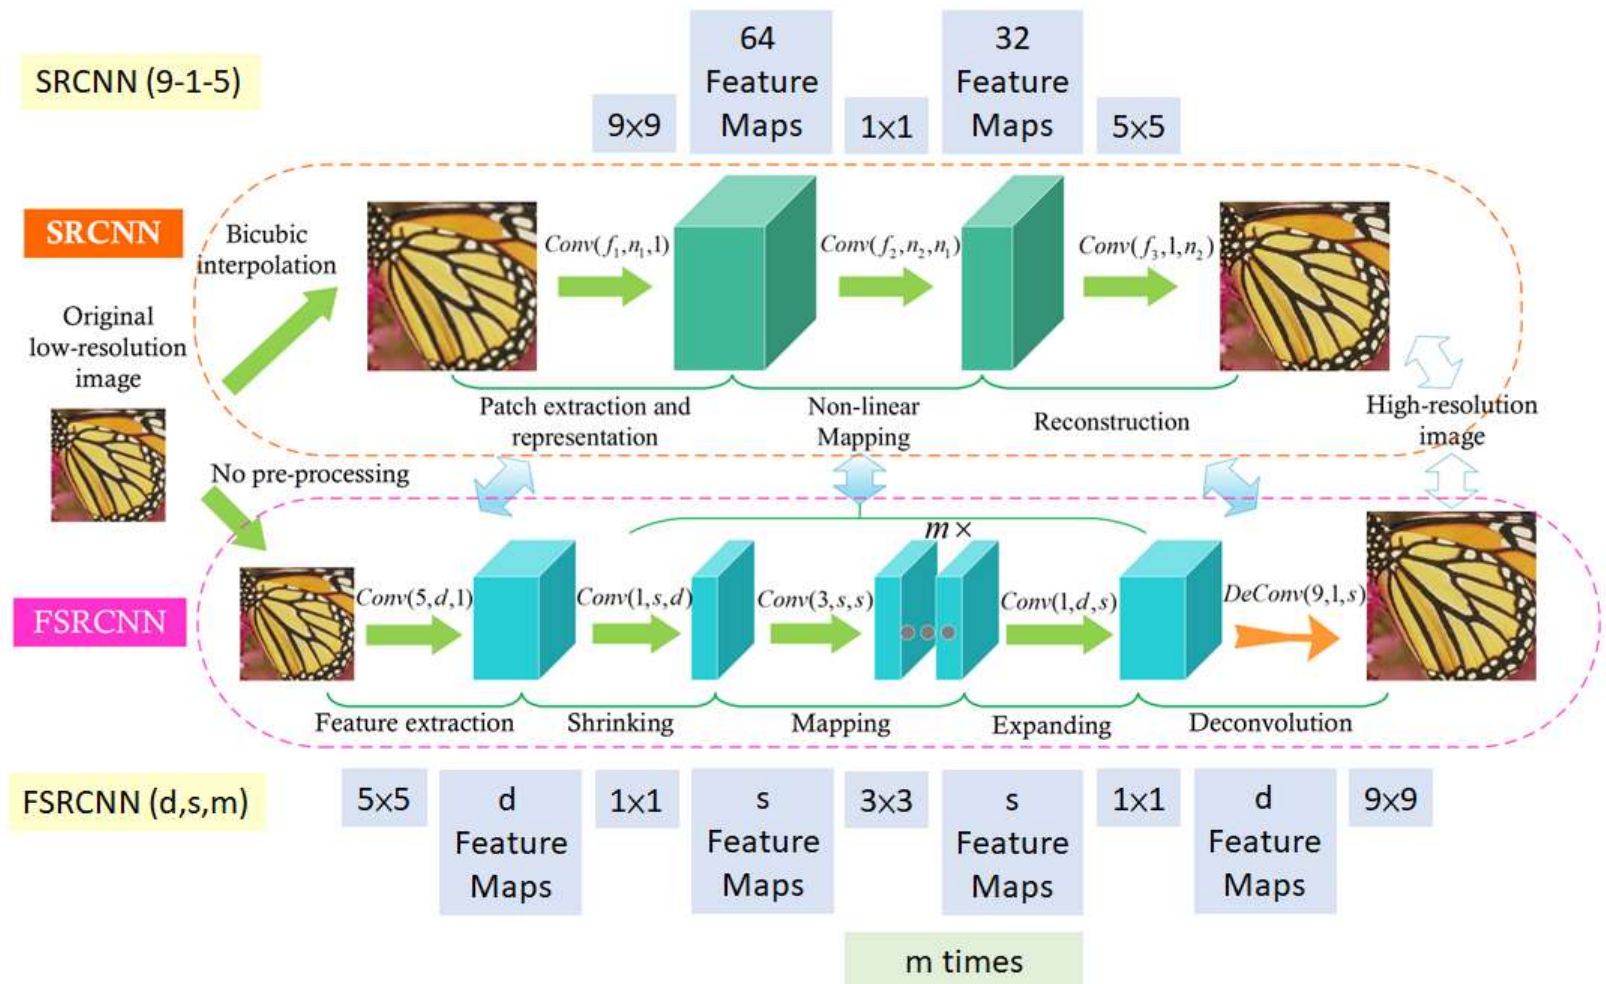 SRCNN (9-1-5)
64
Feature
Maps
32
Feature
Maps
9×9
1×1
5×5
SRCNN
Bicubic
interpolation
Conv(f₁,n₁,1)
Conv(f₂,n₂,n₁)
Conv(f₃,1,n₂)
Original
low-resolution
image
Patch extraction and
representation
Non-linear
Mapping
Reconstruction
High-resolution
image
No pre-processing
m×
FSRCNN
Conv(5,d,1)
Conv(1,s,d)
Conv(3,s,s)
Conv(1,d,s)
DeConv(9,1,s)
Feature extraction
Shrinking
Mapping
Expanding
Deconvolution
FSRCNN (d,s,m)
5×5
d
Feature
Maps
1×1
s
Feature
Maps
3×3
s
Feature
Maps
1×1
d
Feature
Maps
9×9
m times